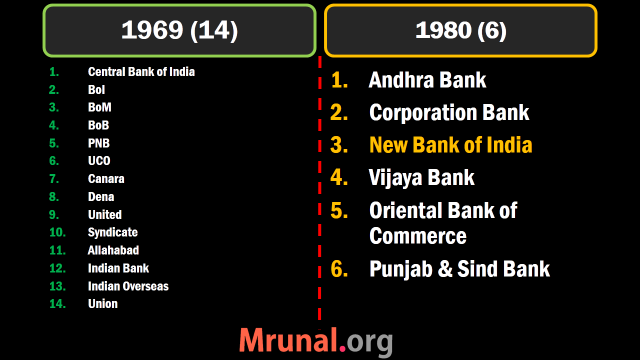 1969 (14)
1. Central Bank of India
2. BoI
3. BoM
4. BoB
5. PNB
6. UCO
7. Canara
8. Dena
9. United
10. Syndicate
11. Allahabad
12. Indian Bank
13. Indian Overseas
14. Union
1980 (6)
1. Andhra Bank
2. Corporation Bank
3. New Bank of India
4. Vijaya Bank
5. Oriental Bank of
Commerce
6. Punjab & Sind Bank
Mrunal.org